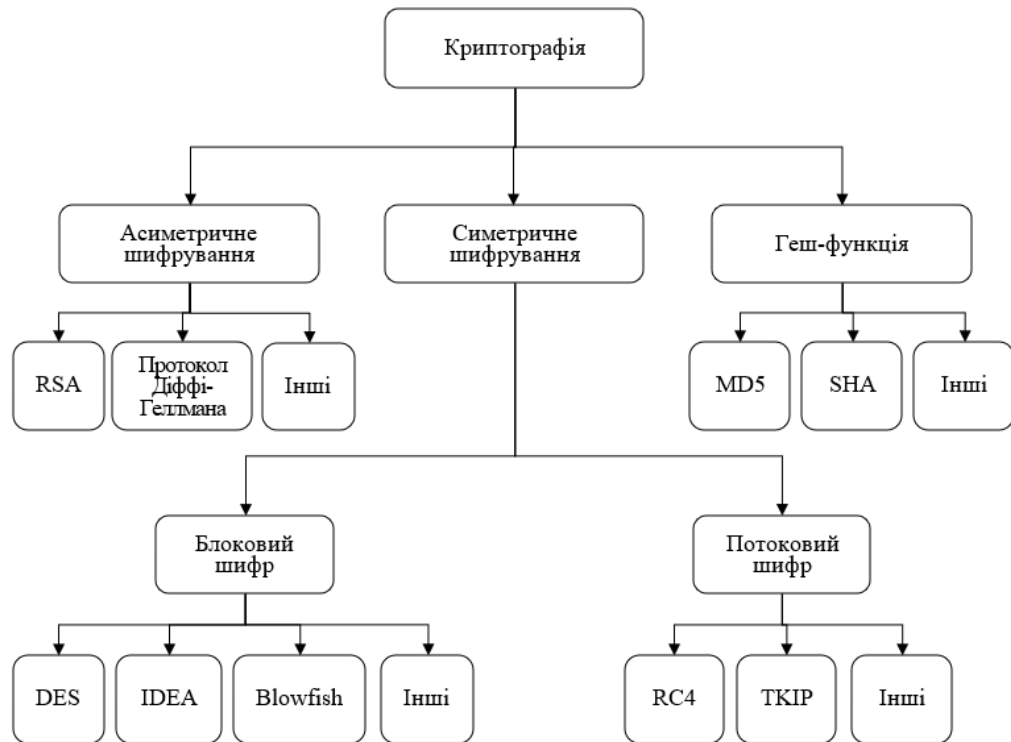 Криптографія
Асиметричне
шифрування
Симетричне
шифрування
Геш-функція
RSA
Протокол
Діффі-
Геллмана
Інші
MD5
SHA
Інші
Блоковий
шифр
Потоковий
шифр
DES
IDEA
Blowfish
Інші
RC4
TKIP
Інші